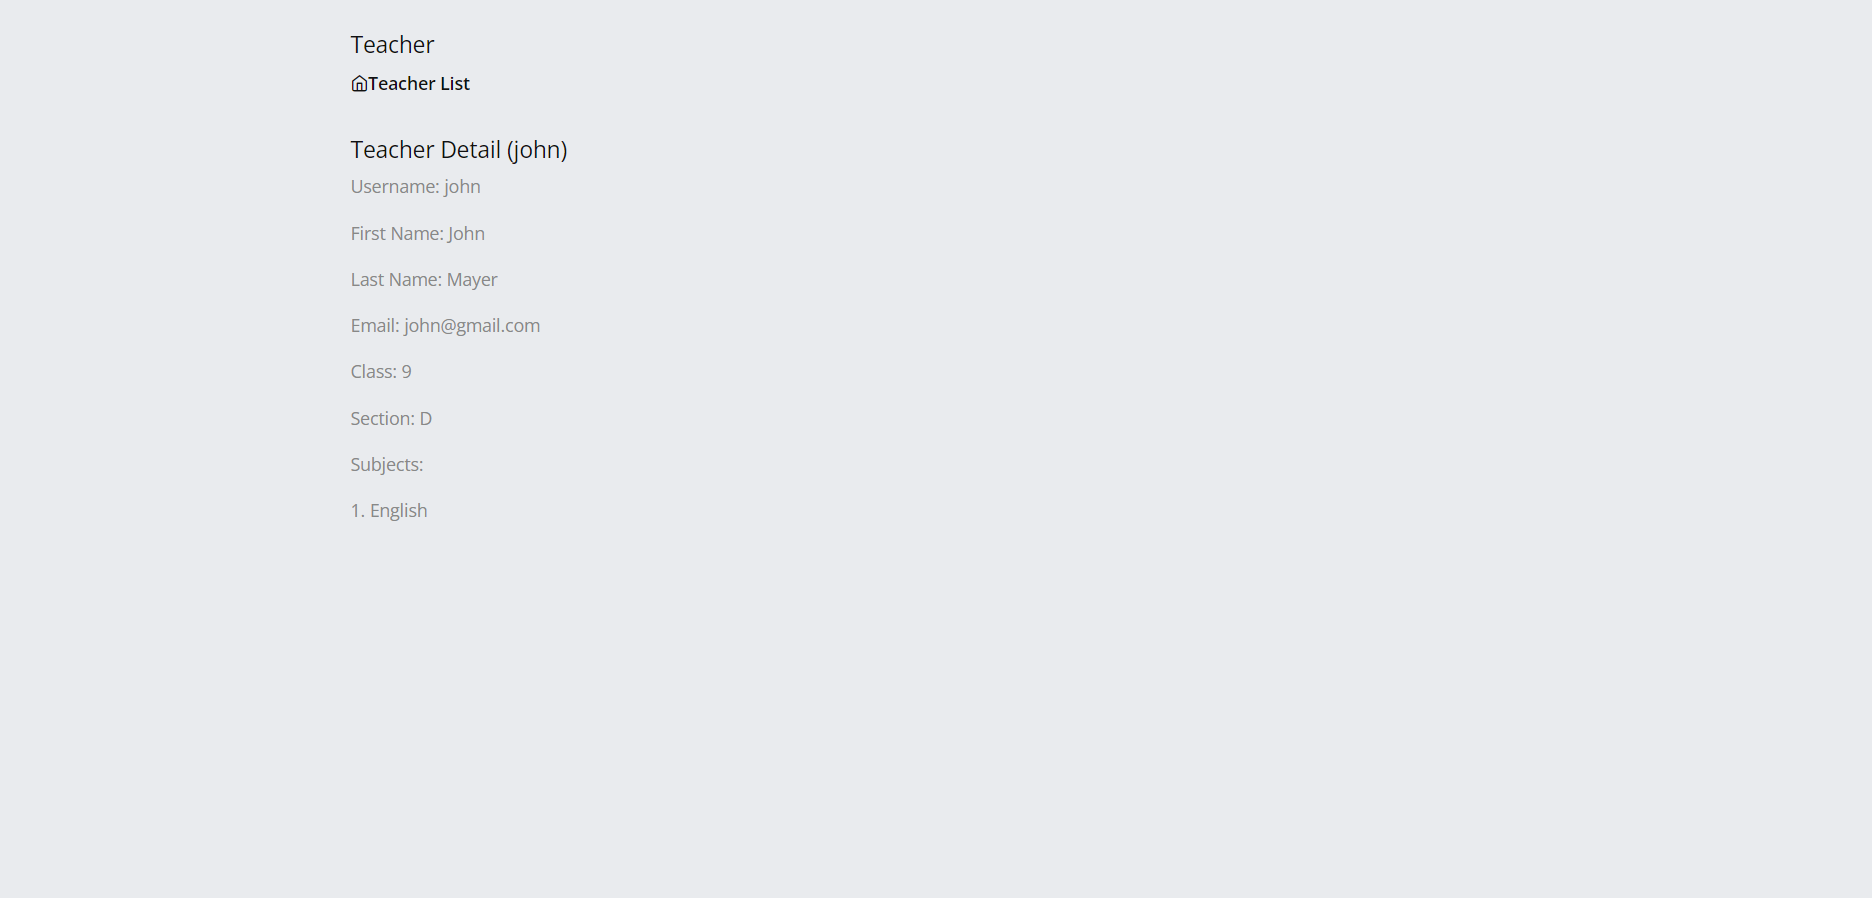 Teacher
Teacher List
Teacher Detail (john)
Username: john
First Name: John
Last Name: Mayer
Email: john@gmail.com
Class: 9
Section: D
Subjects:
1. English